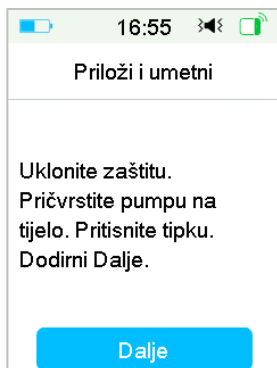 16:55
Priloži i umetni
Uklonite zaštitu.
Pričvrstite pumpu na
tijelo. Pritisnite tipku.
Dodirni Dalje.
Dalje